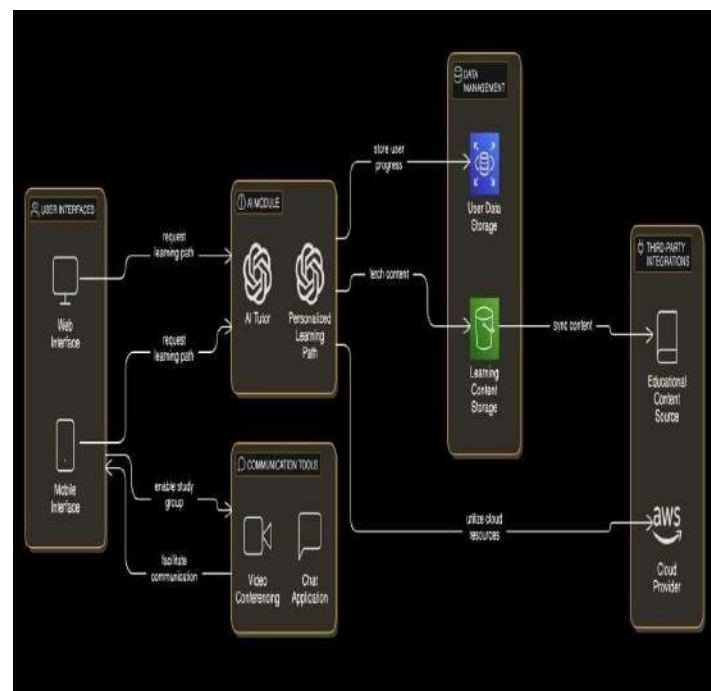 DATA
MANAGEMENT
store user
progress
User Data
Storage
USER INTERFACES
AI MODULE
request
learning path
THIRD-PARTY
INTEGRATIONS
fetch content
AI Tutor
Personalized
Learning
Path
Web
Interface
sync content
request
learning path
Learning
Content
Storage
Educational
Content
Source
COMMUNICATION TOOLS
Mobile
Interface
enable study
group
utilize cloud
resources
aws
facilitate
communication
Video
Conferencing
Chat
Application
Cloud
Provider